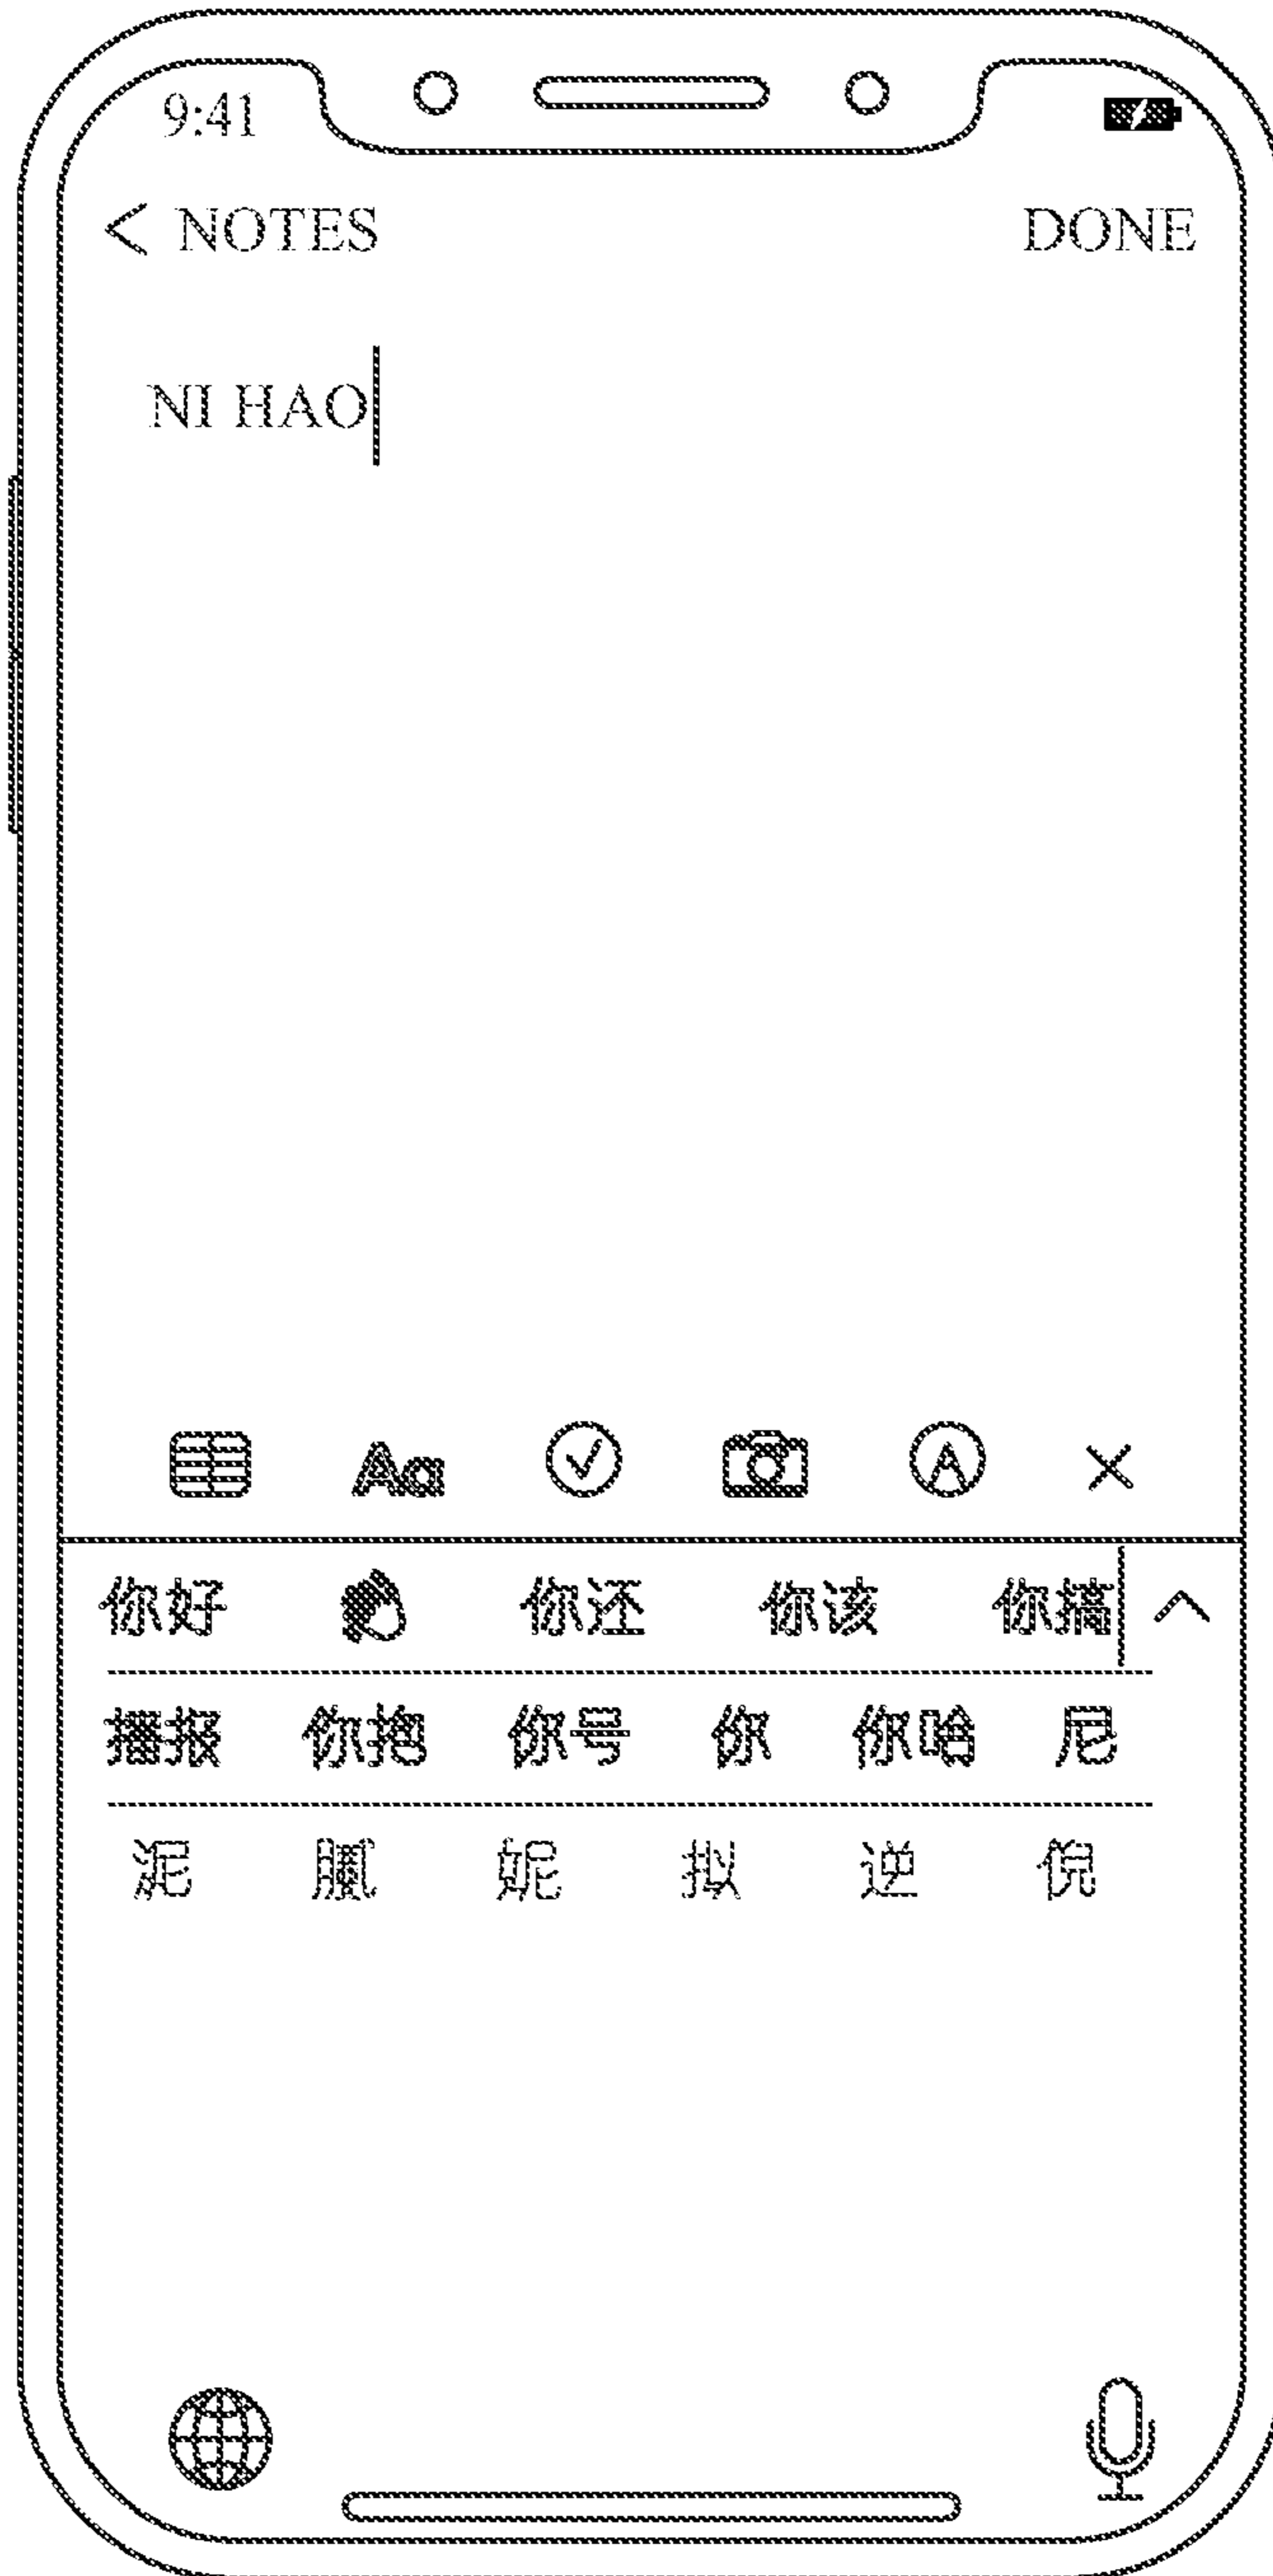 9:41
< NOTES DONE
NI HAO
Aa A ×
你好 👋 你还 你该 你搞
播报 你抱 你号 你 你哈 尼
泥 腻 妮 拟 逆 倪